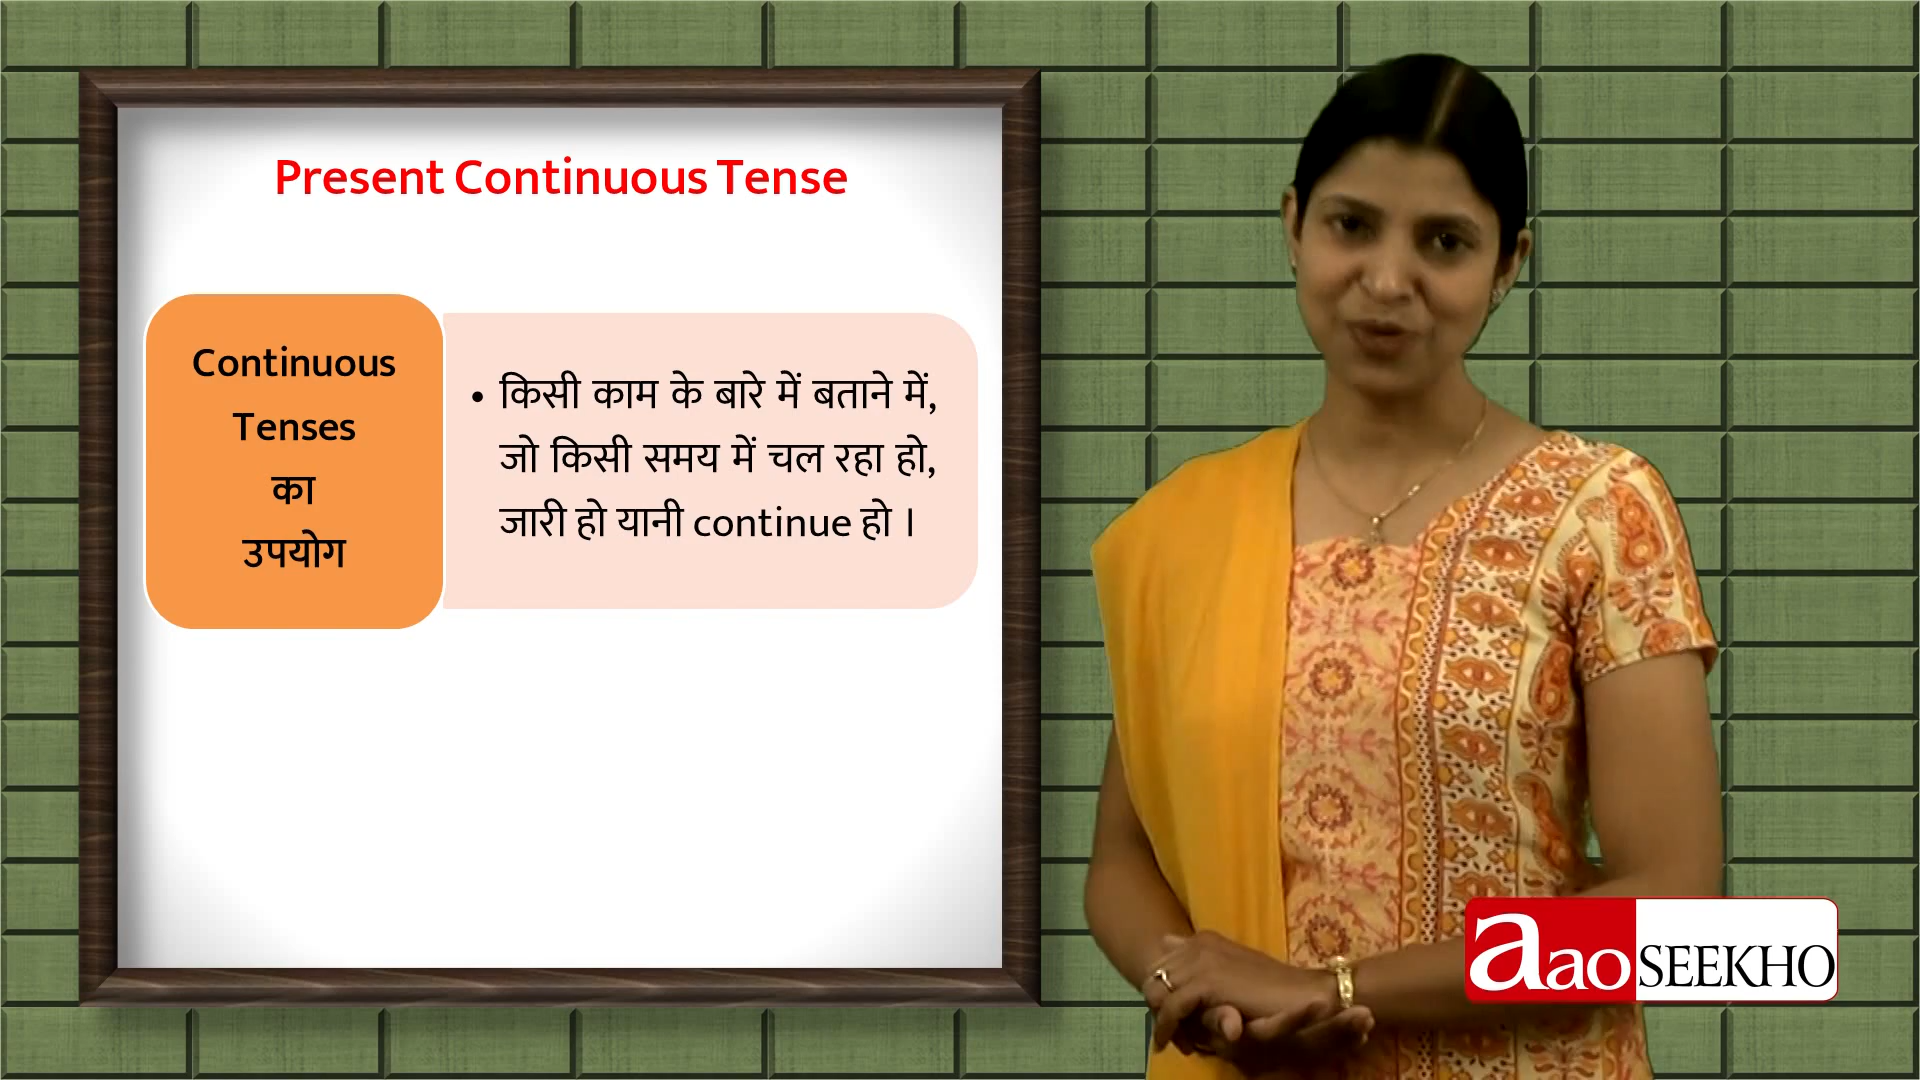 Present Continuous Tense
Continuous
Tenses
का
उपयोग
• किसी काम के बारे में बताने में,
जो किसी समय में चल रहा हो,
जारी हो यानी continue हो ।
aao SEEKHO